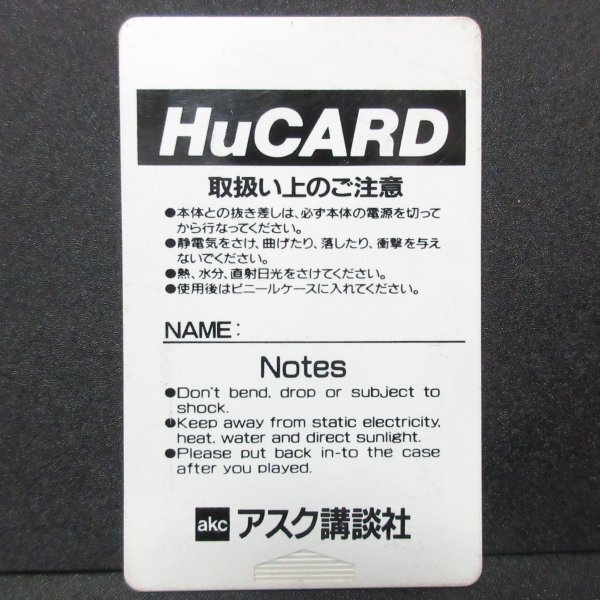 HuCARD
取扱い上のご注意
●本体との抜き差しは、必ず本体の電源を切って
から行なってください。
●静電気をさけ、曲げたり、落したり、衝撃を与え
ないでください。
●熱、水分、直射日光をさけてください。
●使用後はビニールケースに入れてください。
NAME:
Notes
●Don't bend, drop or subject to
shock.
●Keep away from static electricity,
heat, water and direct sunlight.
●Please put back in-to the case
after you played.
akc アスク講談社